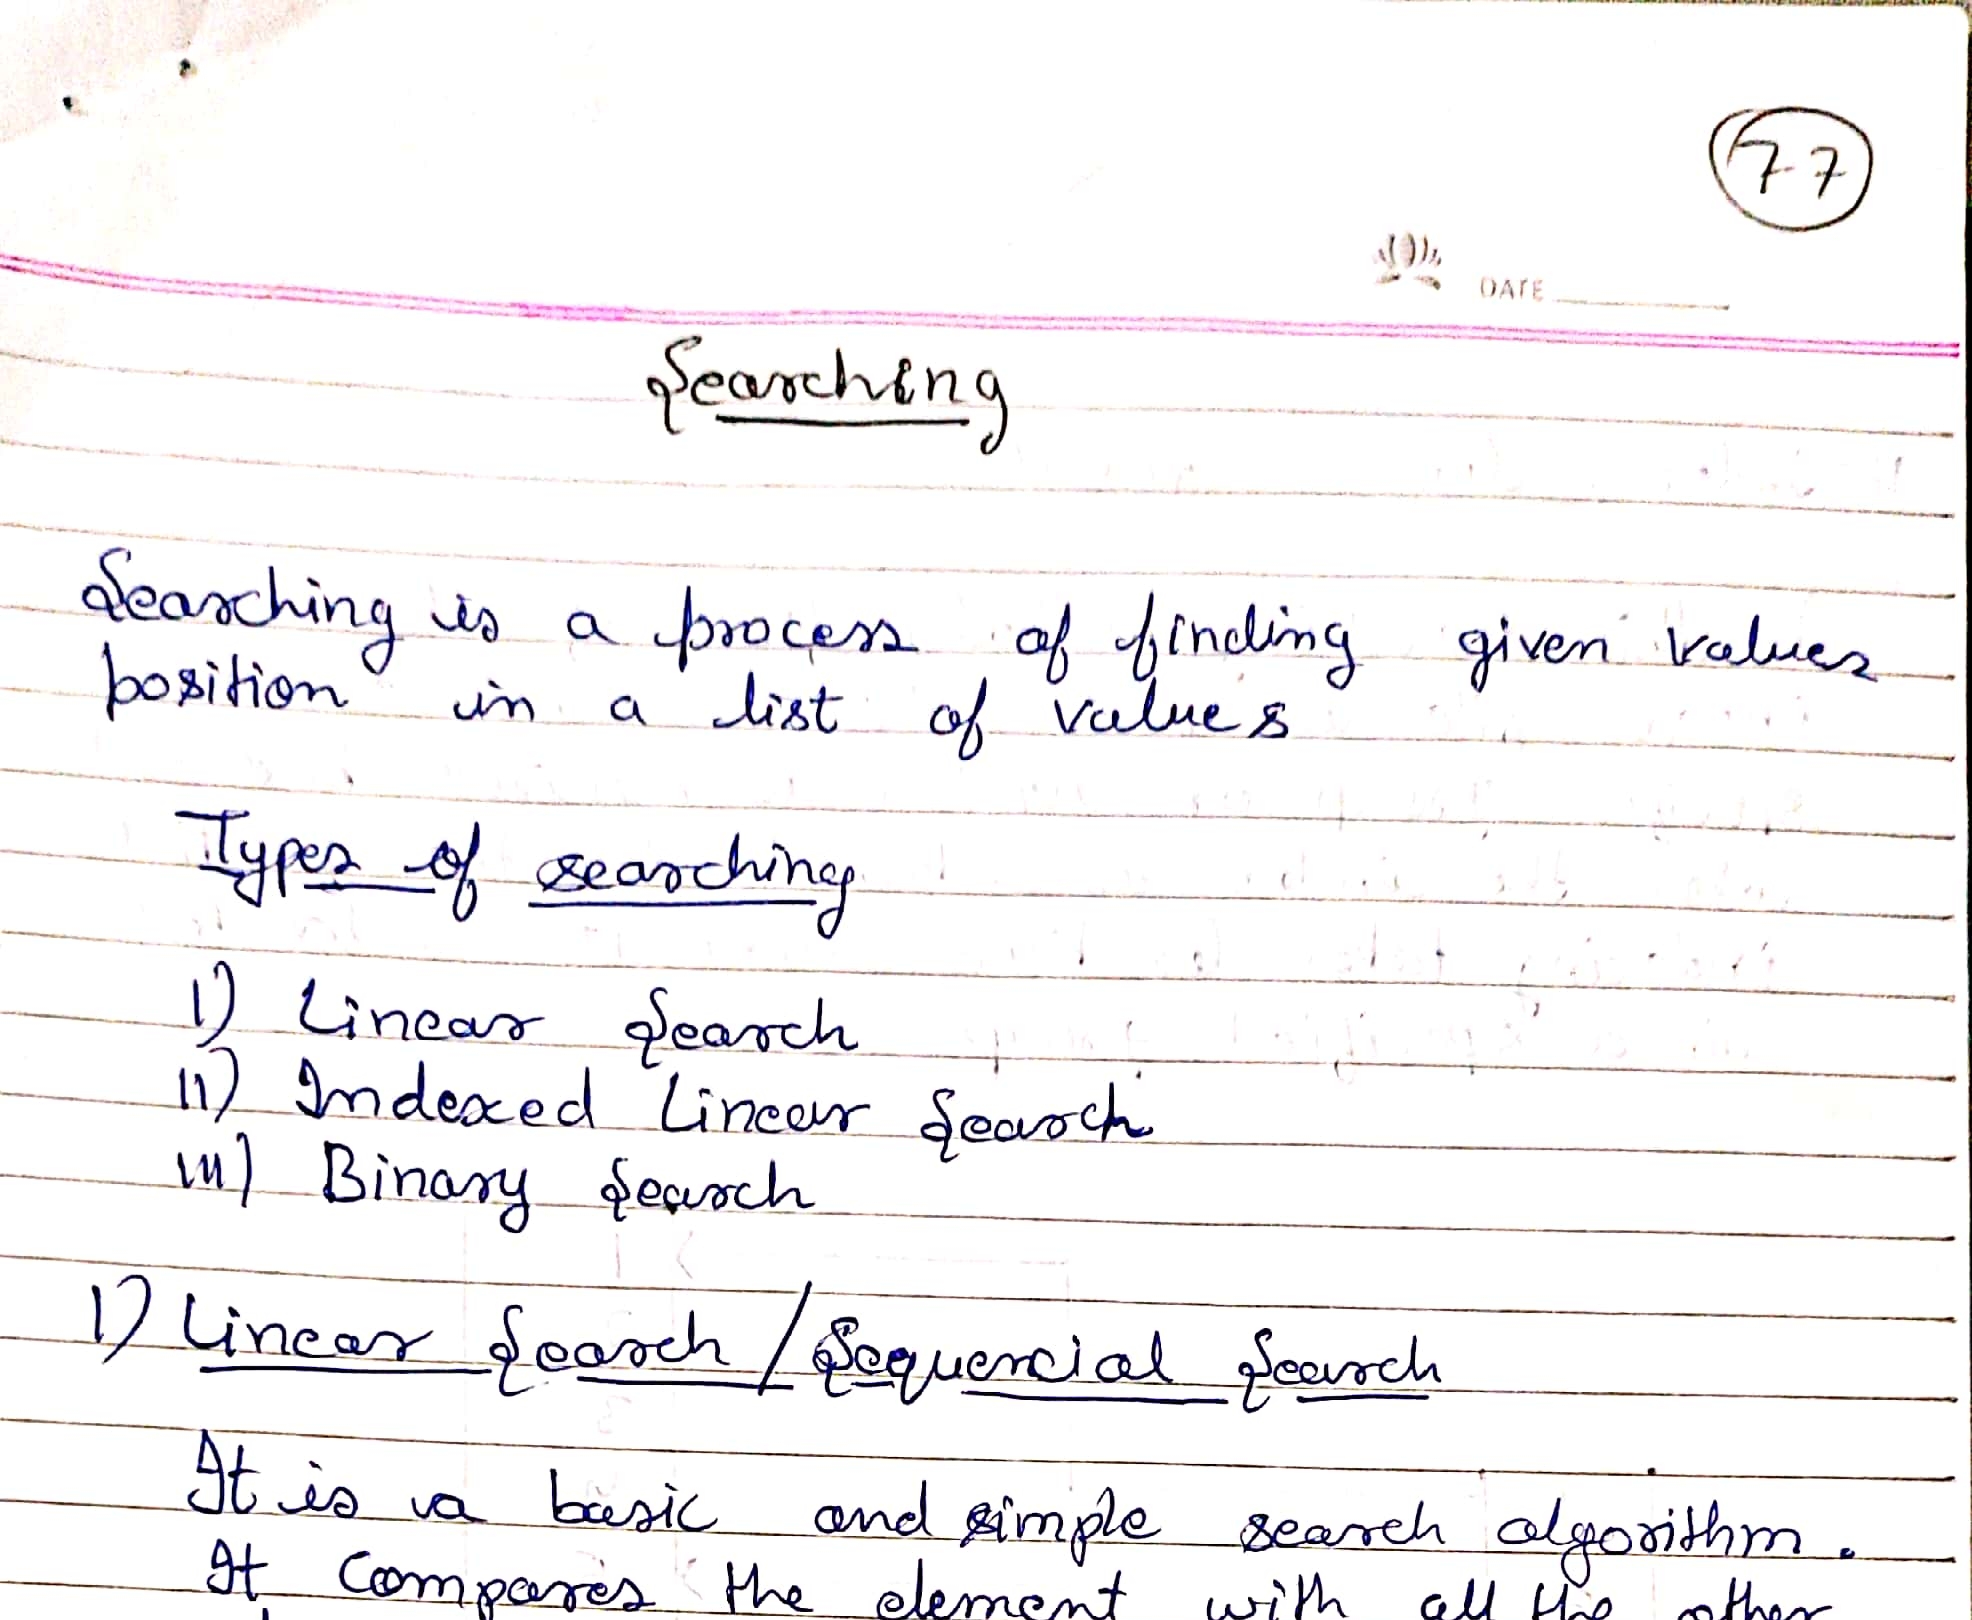 77
DATE
Searching
Searching is a process of finding given values
position in a list of values
Types of searching
I) Linear Search
II) Indexed Linear Search
III) Binary Search
1) Linear Search / Sequencial Search
It is a basic and simple search algorithm.
It compares the element with all the other